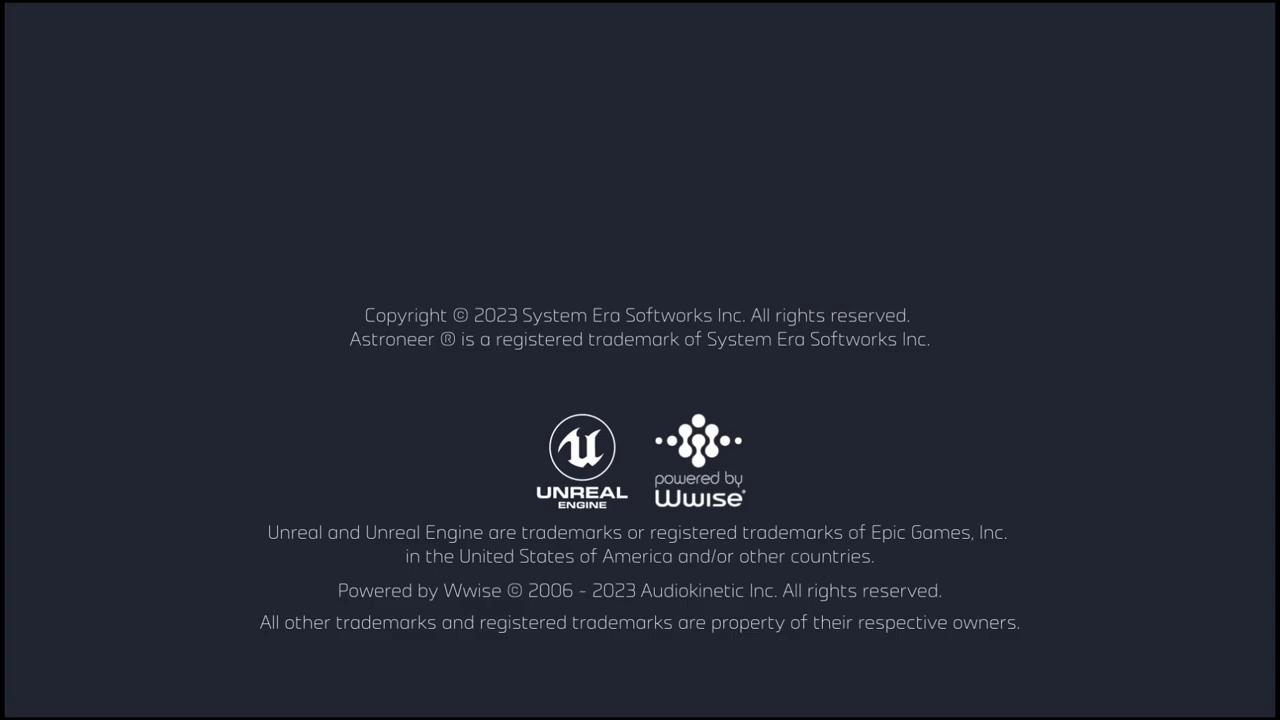 Copyright © 2023 System Era Softworks Inc. All rights reserved.
Astroneer ® is a registered trademark of System Era Softworks Inc.
UNREAL
ENGINE
powered by
Wwise®
Unreal and Unreal Engine are trademarks or registered trademarks of Epic Games, Inc.
in the United States of America and/or other countries.
Powered by Wwise © 2006 - 2023 Audiokinetic Inc. All rights reserved.
All other trademarks and registered trademarks are property of their respective owners.